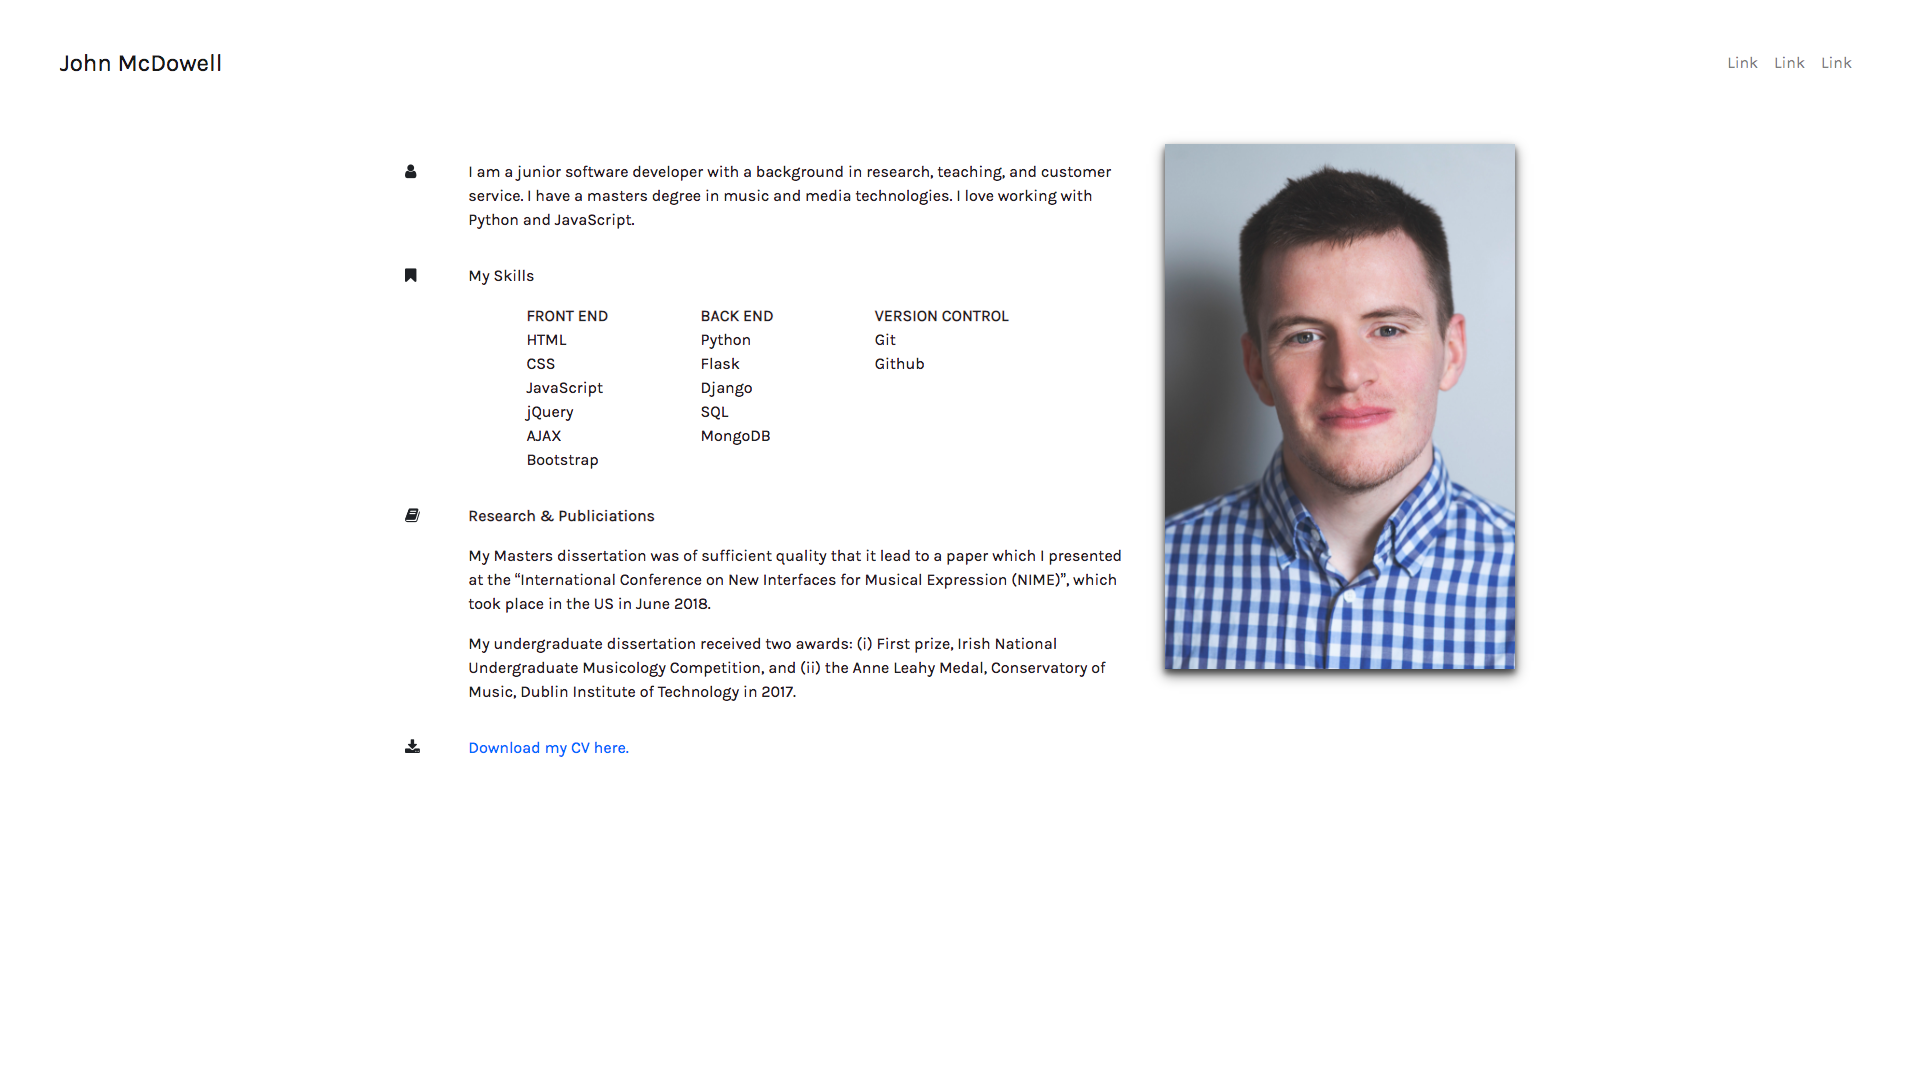 John McDowell
Link Link Link
I am a junior software developer with a background in research, teaching, and customer
service. I have a masters degree in music and media technologies. I love working with
Python and JavaScript.
My Skills
FRONT END
HTML
CSS
JavaScript
jQuery
AJAX
Bootstrap
BACK END
Python
Flask
Django
SQL
MongoDB
VERSION CONTROL
Git
Github
Research & Publiciations
My Masters dissertation was of sufficient quality that it lead to a paper which I presented
at the “International Conference on New Interfaces for Musical Expression (NIME)”, which
took place in the US in June 2018.
My undergraduate dissertation received two awards: (i) First prize, Irish National
Undergraduate Musicology Competition, and (ii) the Anne Leahy Medal, Conservatory of
Music, Dublin Institute of Technology in 2017.
Download my CV here.